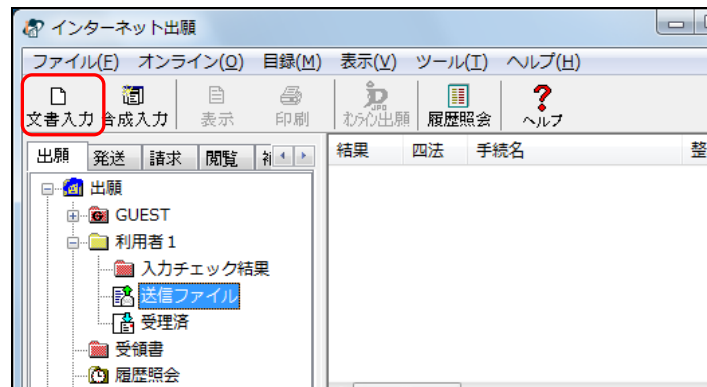 インターネット出願
ファイル(F) オンライン(O) 目録(M) 表示(V) ツール(T) ヘルプ(H)
文書入力 合成入力 表示 印刷 オンライン出願 履歴照会 ヘルプ
出願 発送 請求 閲覧
結果 四法 手続名 整
出願
GUEST
利用者1
入力チェック結果
送信ファイル
受理済
受領書
履歴照会